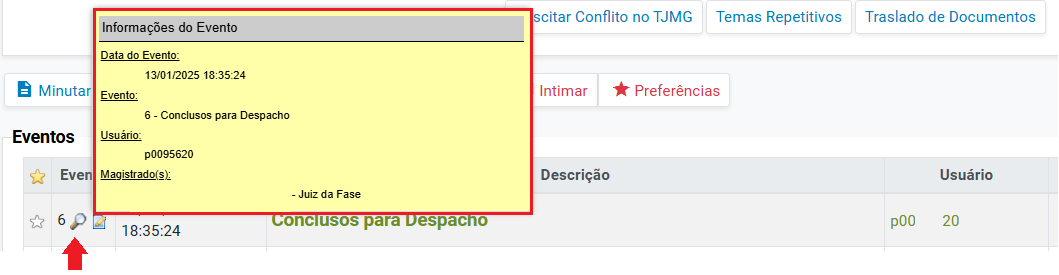 scitar Conflito no TJMG Temas Repetitivos Traslado de Documentos
Informações do Evento
Data do Evento:
13/01/2025 18:35:24
Evento:
6 - Conclusos para Despacho
Usuário:
p0095620
Magistrado(s):
- Juiz da Fase
Minutar Intimar Preferências
Eventos
Even Descrição Usuário
6 18:35:24 Conclusos para Despacho p00 20